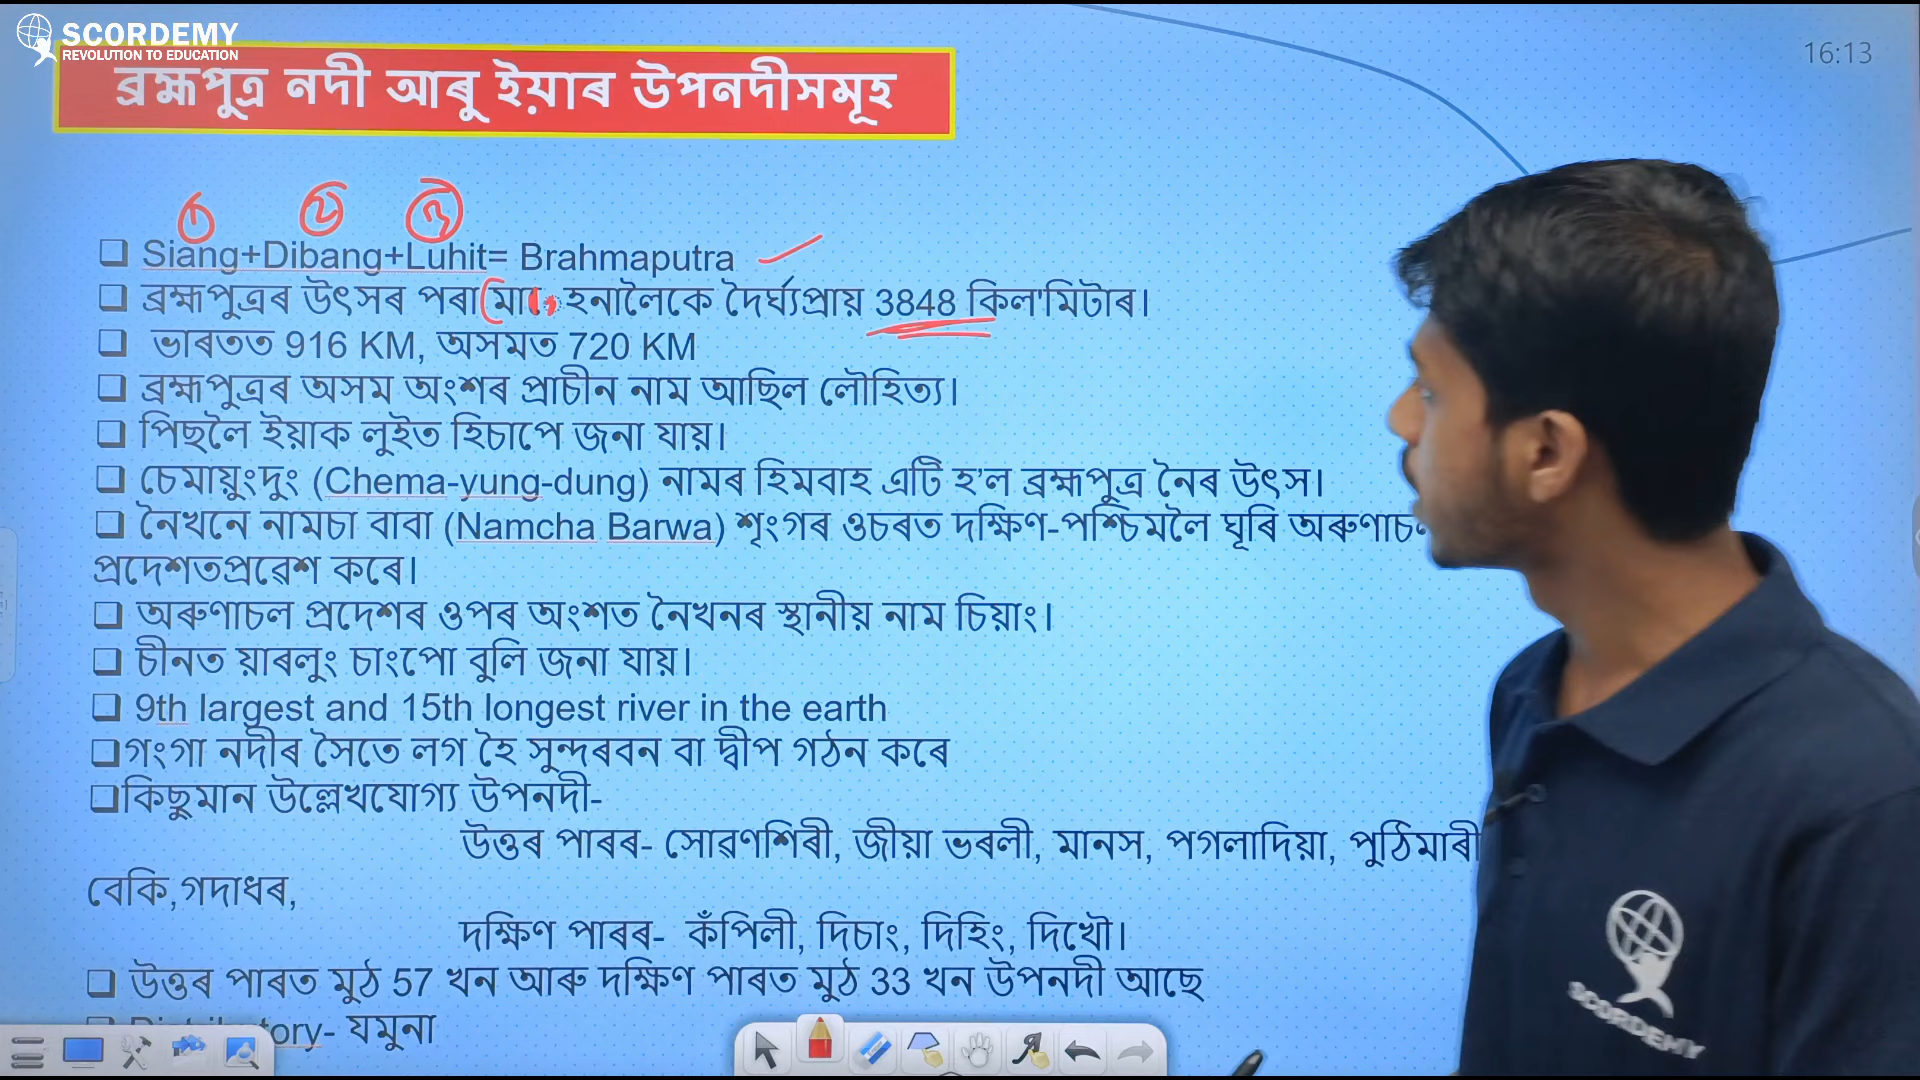 SCORDEMY
REVOLUTION TO EDUCATION
16:13
ব্ৰহ্মপুত্ৰ নদী আৰু ইয়াৰ উপনদীসমূহ
১ ২ ৩
Siang+Dibang+Luhit= Brahmaputra
ব্ৰহ্মপুত্ৰৰ উৎসৰ পৰা হনালৈকে দৈৰ্ঘ্যপ্ৰায় 3848 কিল'মিটাৰ।
ভাৰতত 916 KM, অসমত 720 KM
ব্ৰহ্মপুত্ৰৰ অসম অংশৰ প্ৰাচীন নাম আছিল লৌহিত্য।
পিছলৈ ইয়াক লুইত হিচাপে জনা যায়।
চেমায়ুংদুং (Chema-yung-dung) নামৰ হিমবাহ এটি হ'ল ব্ৰহ্মপুত্ৰ নৈৰ উৎস।
নৈখনে নামচা বাবা (Namcha Barwa) শৃংগৰ ওচৰত দক্ষিণ-পশ্চিমলৈ ঘূৰি
প্ৰদেশতপ্ৰৱেশ কৰে।
অৰুণাচল প্ৰদেশৰ ওপৰ অংশত নৈখনৰ স্থানীয় নাম চিয়াং।
চীনত য়াৰলুং চাংপো বুলি জনা যায়।
9th largest and 15th longest river in the earth
গংগা নদীৰ সৈতে লগ হৈ সুন্দৰবন বা দ্বীপ গঠন কৰে
কিছুমান উল্লেখযোগ্য উপনদী-
উত্তৰ পাৰৰ- সোৱণশিৰী, জীয়া ভৰলী, মানস, পগলাদিয়া, পুঠিমাৰী
বেকি,গদাধৰ,
দক্ষিণ পাৰৰ- কঁপিলী, দিচাং, দিহিং, দিখৌ।
উত্তৰ পাৰত মুঠ 57 খন আৰু দক্ষিণ পাৰত মুঠ 33 খন উপনদী আছে
যমুনা
SCORDEMY